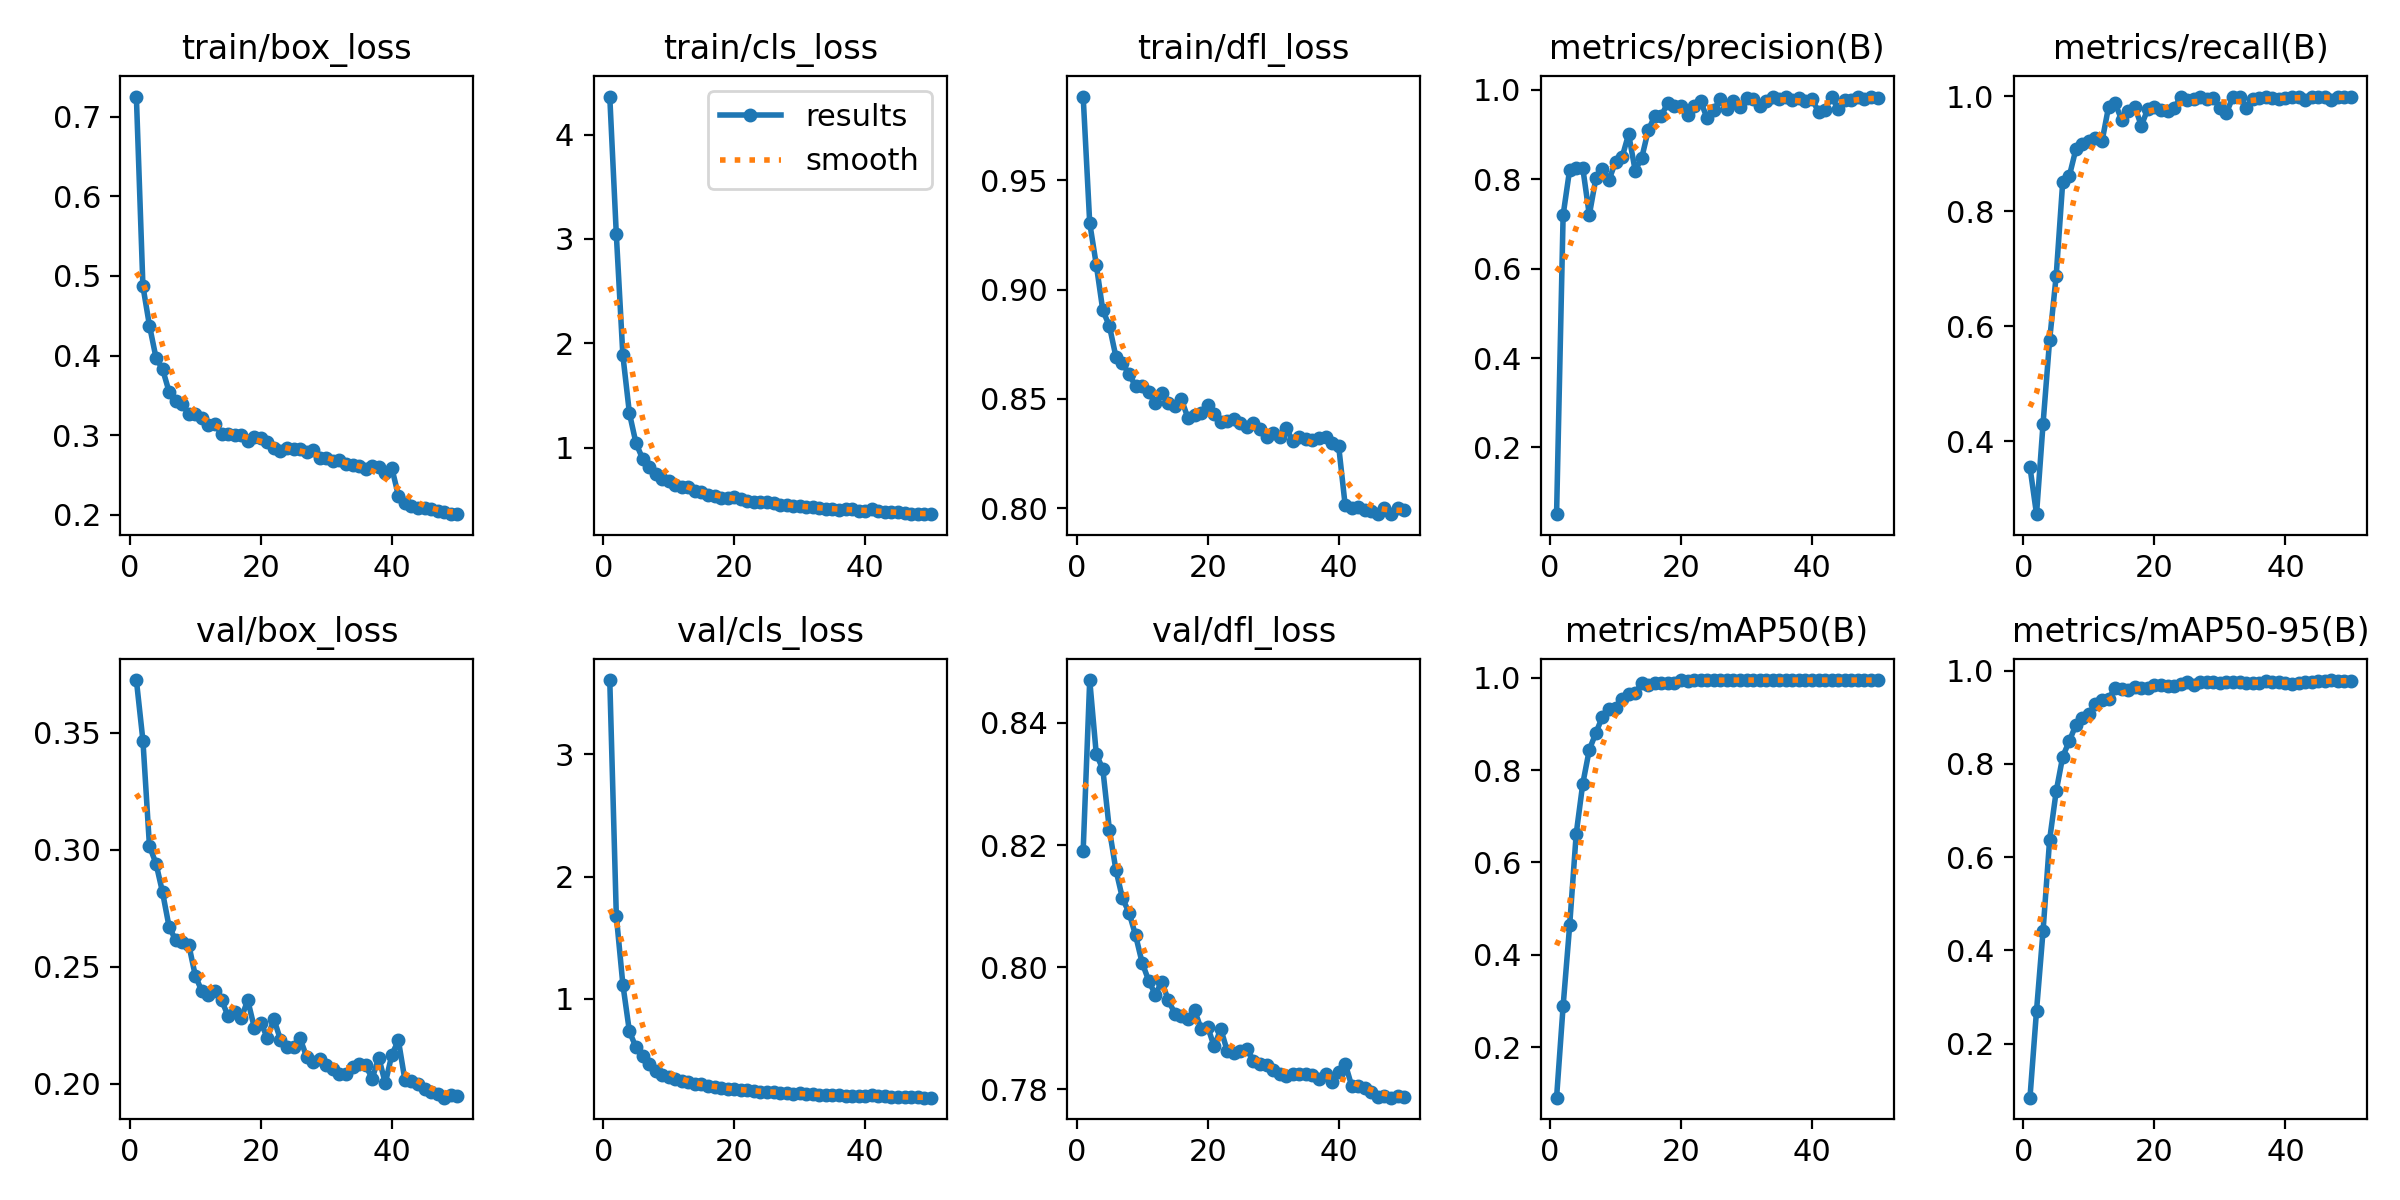 train/box_loss
0.7
0.6
0.5
0.4
0.3
0.2
0 20 40
train/cls_loss
results
smooth
4
3
2
1
0 20 40
train/dfl_loss
0.95
0.90
0.85
0.80
0 20 40
metrics/precision(B)
1.0
0.8
0.6
0.4
0.2
0 20 40
metrics/recall(B)
1.0
0.8
0.6
0.4
0 20 40
val/box_loss
0.35
0.30
0.25
0.20
0 20 40
val/cls_loss
3
2
1
0 20 40
val/dfl_loss
0.84
0.82
0.80
0.78
0 20 40
metrics/mAP50(B)
1.0
0.8
0.6
0.4
0.2
0 20 40
metrics/mAP50-95(B)
1.0
0.8
0.6
0.4
0.2
0 20 40